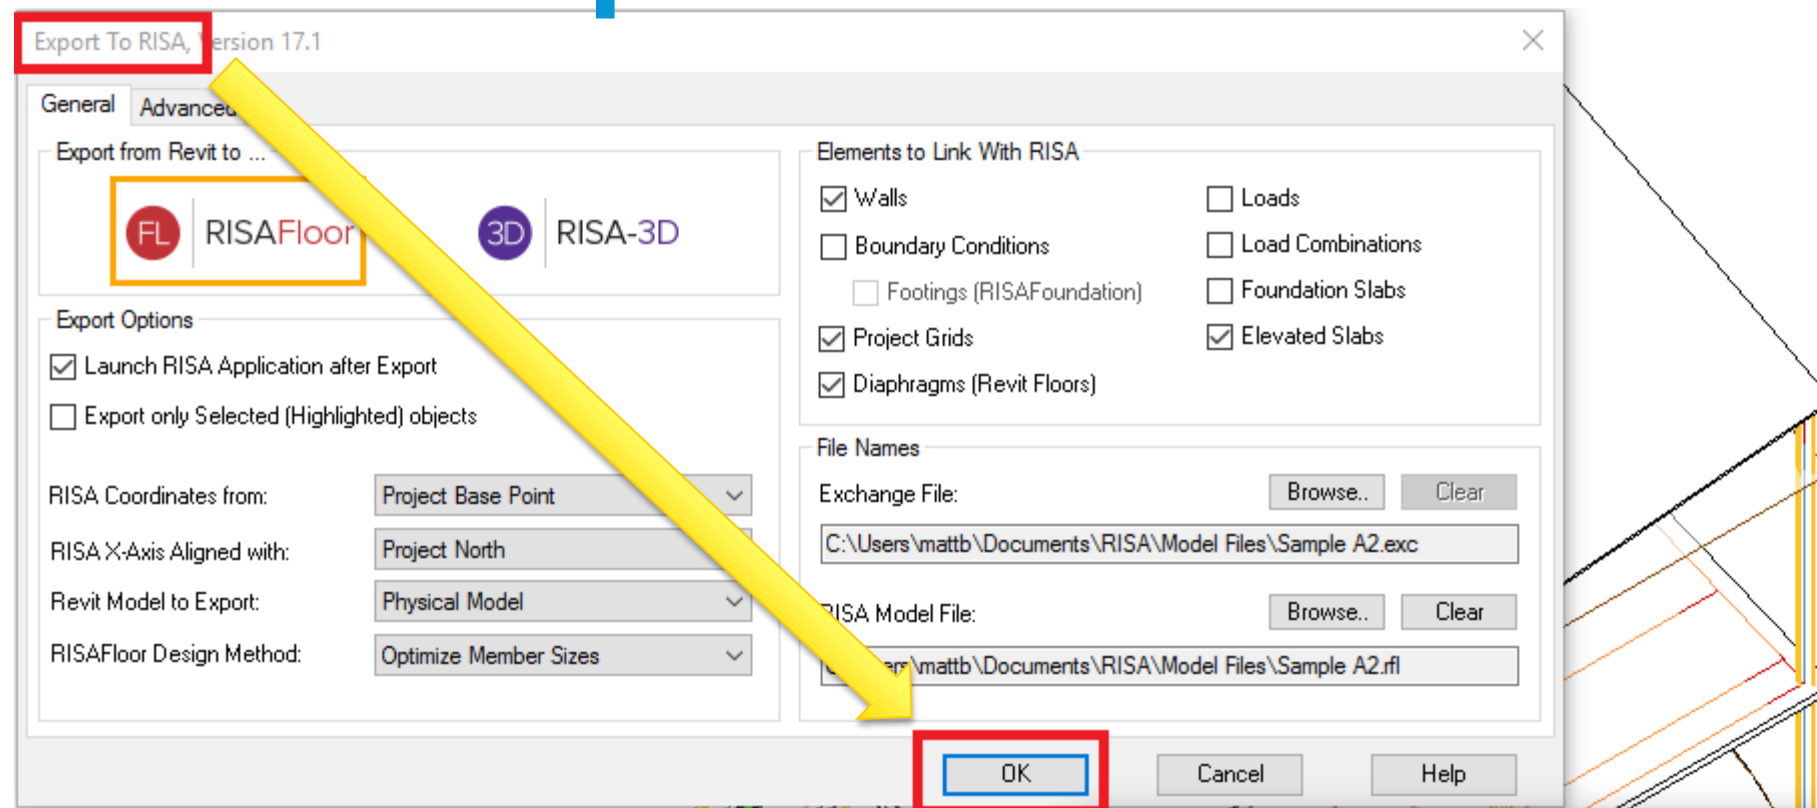 Export To RISA, Version 17.1
General
Advanced
Export from Revit to ...
FL RISAFloor
3D RISA-3D
Export Options
Launch RISA Application after Export
Export only Selected (Highlighted) objects
RISA Coordinates from: Project Base Point
RISA X-Axis Aligned with: Project North
Revit Model to Export: Physical Model
RISAFloor Design Method: Optimize Member Sizes
Elements to Link With RISA
Walls
Loads
Boundary Conditions
Load Combinations
Footings (RISAFoundation)
Foundation Slabs
Project Grids
Elevated Slabs
Diaphragms (Revit Floors)
File Names
Exchange File: Browse.. Clear
C:\Users\mattb\Documents\RISA\Model Files\Sample A2.exc
RISA Model File: Browse.. Clear
C:\Users\mattb\Documents\RISA\Model Files\Sample A2.rfl
OK Cancel Help